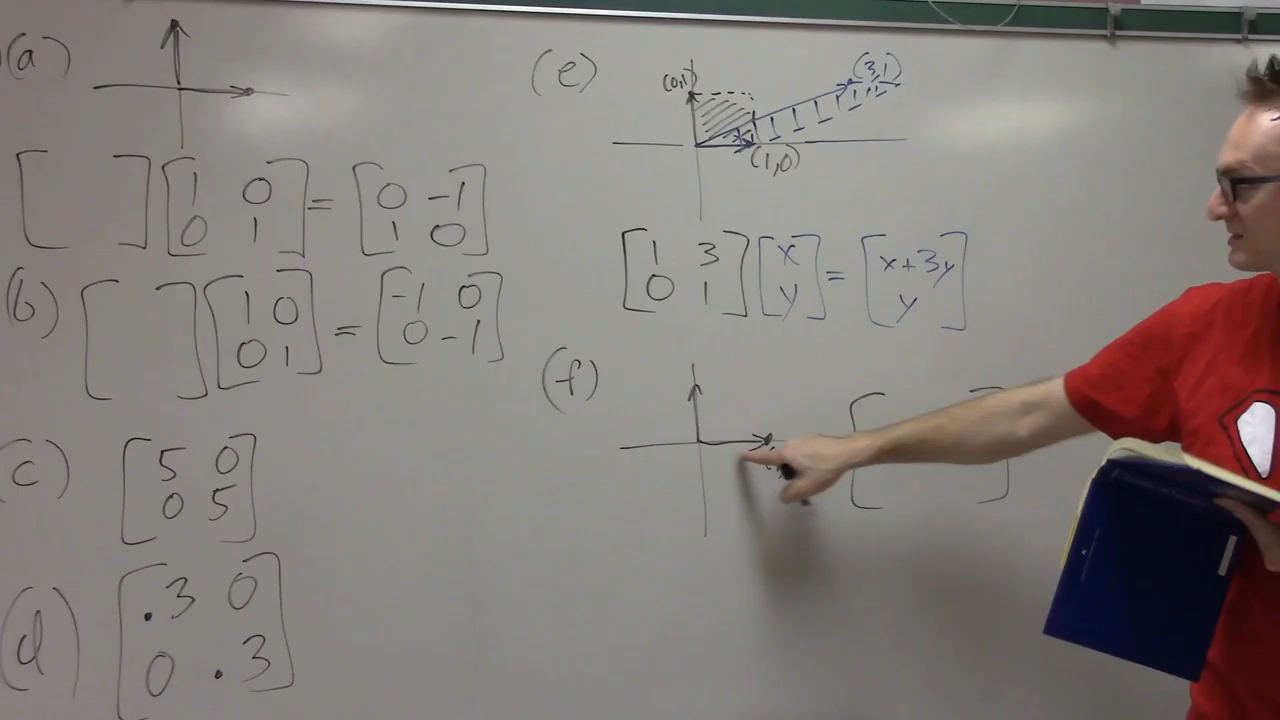 (a)
[ ] [1 0 = [0 -1
0 1] 1 0]
(b) [ ] [1 0 = [-1 0
0 1] 0 -1]
(c) [5 0
0 5]
(d) [.3 0
0 .3]
(e) (0,1) (3,1)
(1,0)
[1 3 [x = [x+3y
0 1] y] y]
(f) [ ]